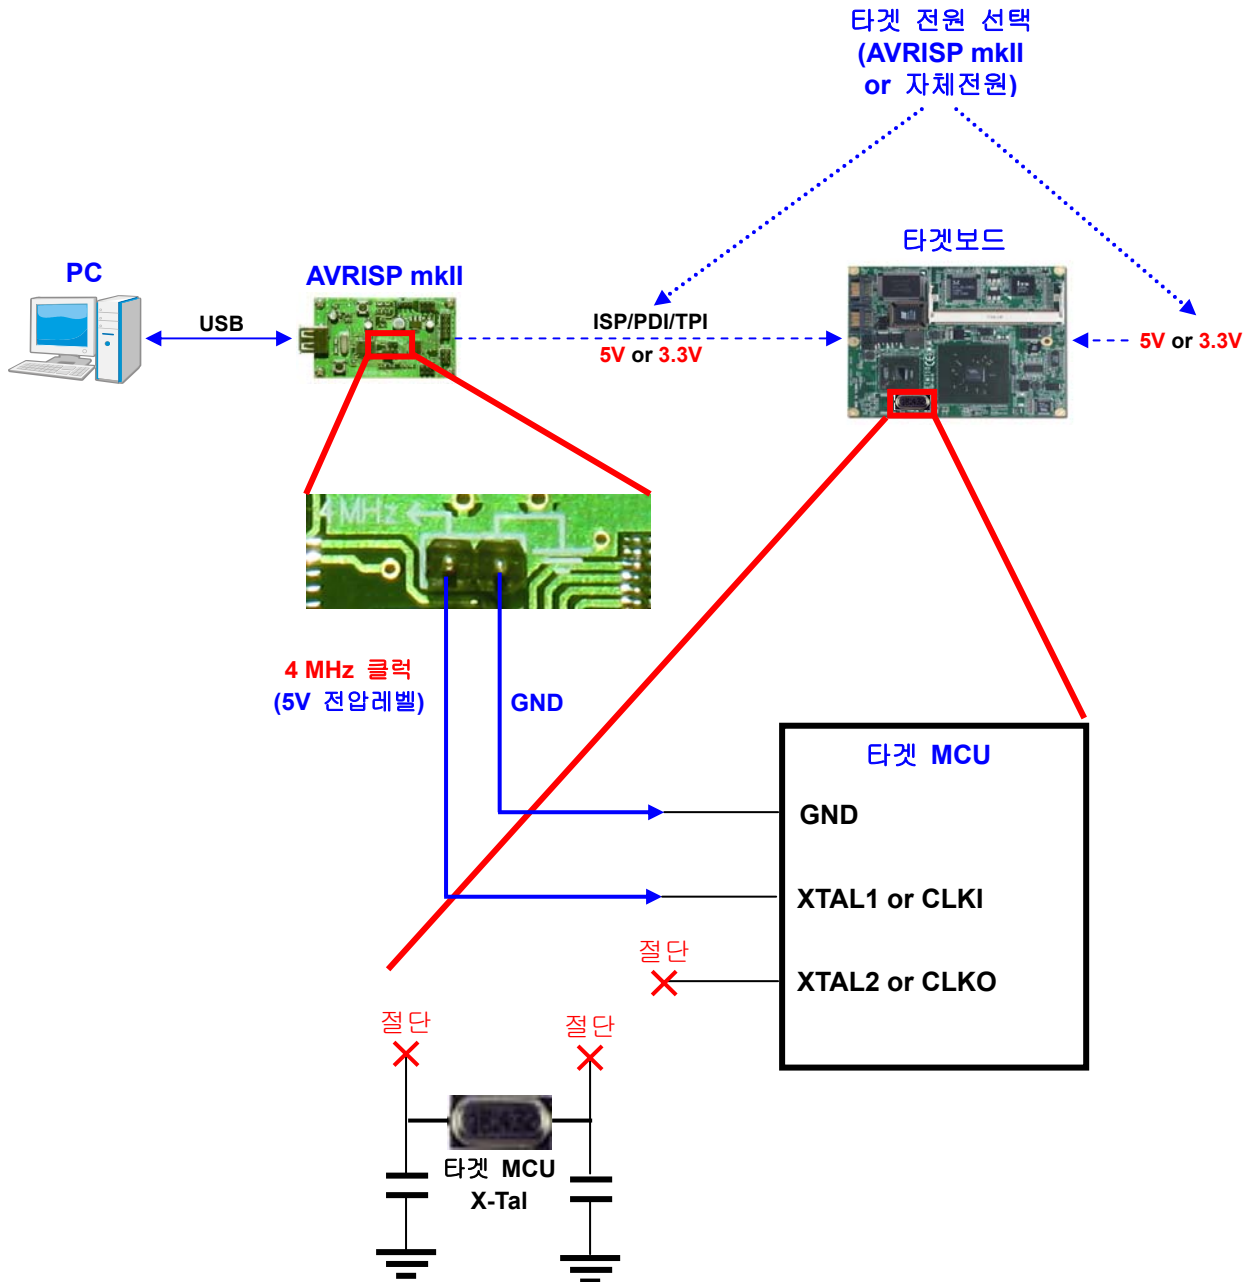 타겟 전원 선택
(AVRISP mkII
or 자체전원)
타겟보드
PC
AVRISP mkII
USB
ISP/PDI/TPI
5V or 3.3V
5V or 3.3V
4 MHz
4 MHz 클럭
(5V 전압레벨)
GND
타겟 MCU
GND
XTAL1 or CLKI
절단
XTAL2 or CLKO
절단
절단
타겟 MCU
X-Tal